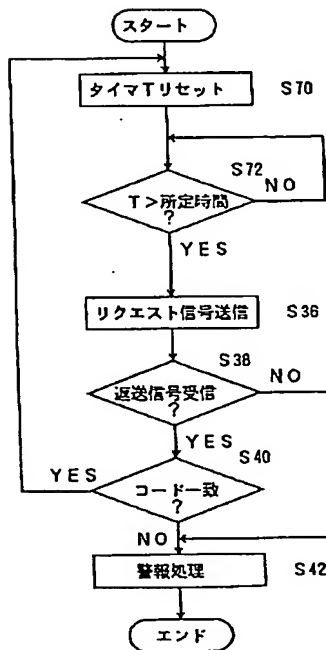 スタート
タイマTリセット S70
S72
T>所定時間 NO
?
YES
リクエスト信号送信 S36
S38
返送信号受信 NO
?
YES
S40
YES
コード一致
?
NO
警報処理 S42
エンド